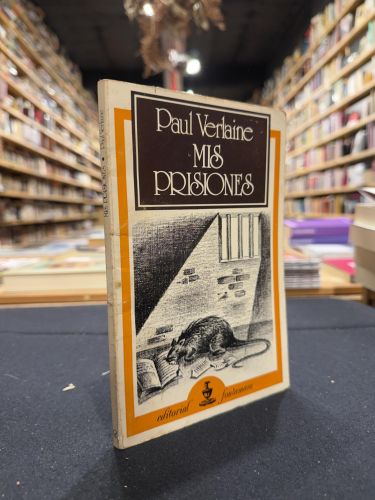 Paul Verlaine
MIS
PRISIONES
editorial fontamara